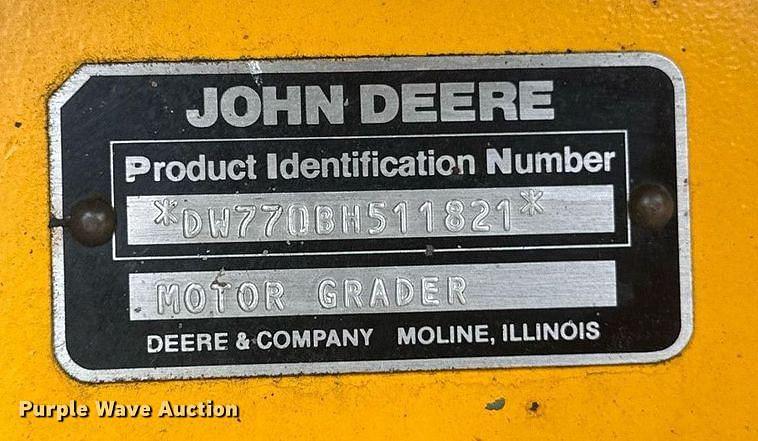 JOHN DEERE
Product Identification Number
*DW770BH511821*
MOTOR GRADER
DEERE & COMPANY MOLINE, ILLINOIS
Purple Wave Auction